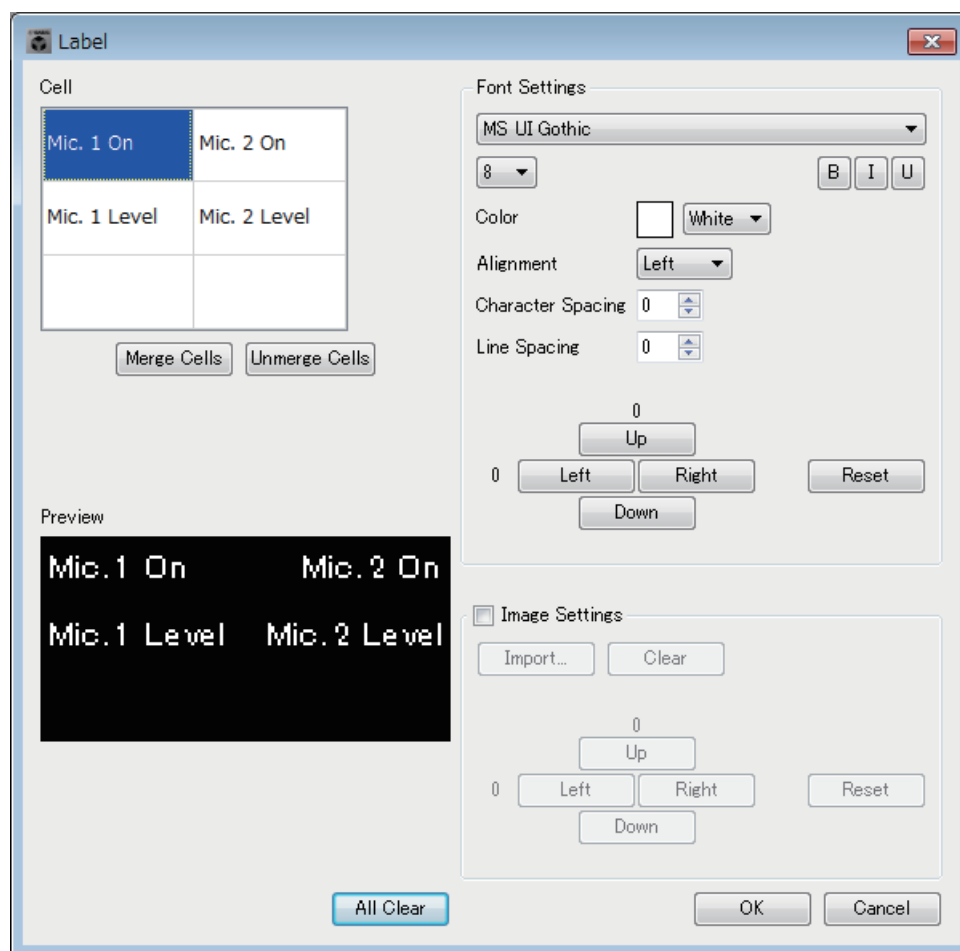 Label
Cell
Mic. 1 On
Mic. 2 On
Mic. 1 Level
Mic. 2 Level
Merge Cells
Unmerge Cells
Preview
Mic.1 On
Mic.2 On
Mic.1 Level
Mic.2 Level
All Clear
Font Settings
MS UI Gothic
8
B I U
Color
White
Alignment
Left
Character Spacing 0
Line Spacing 0
0
Up
0 Left Right Reset
Down
Image Settings
Import... Clear
0
Up
0 Left Right Reset
Down
OK Cancel